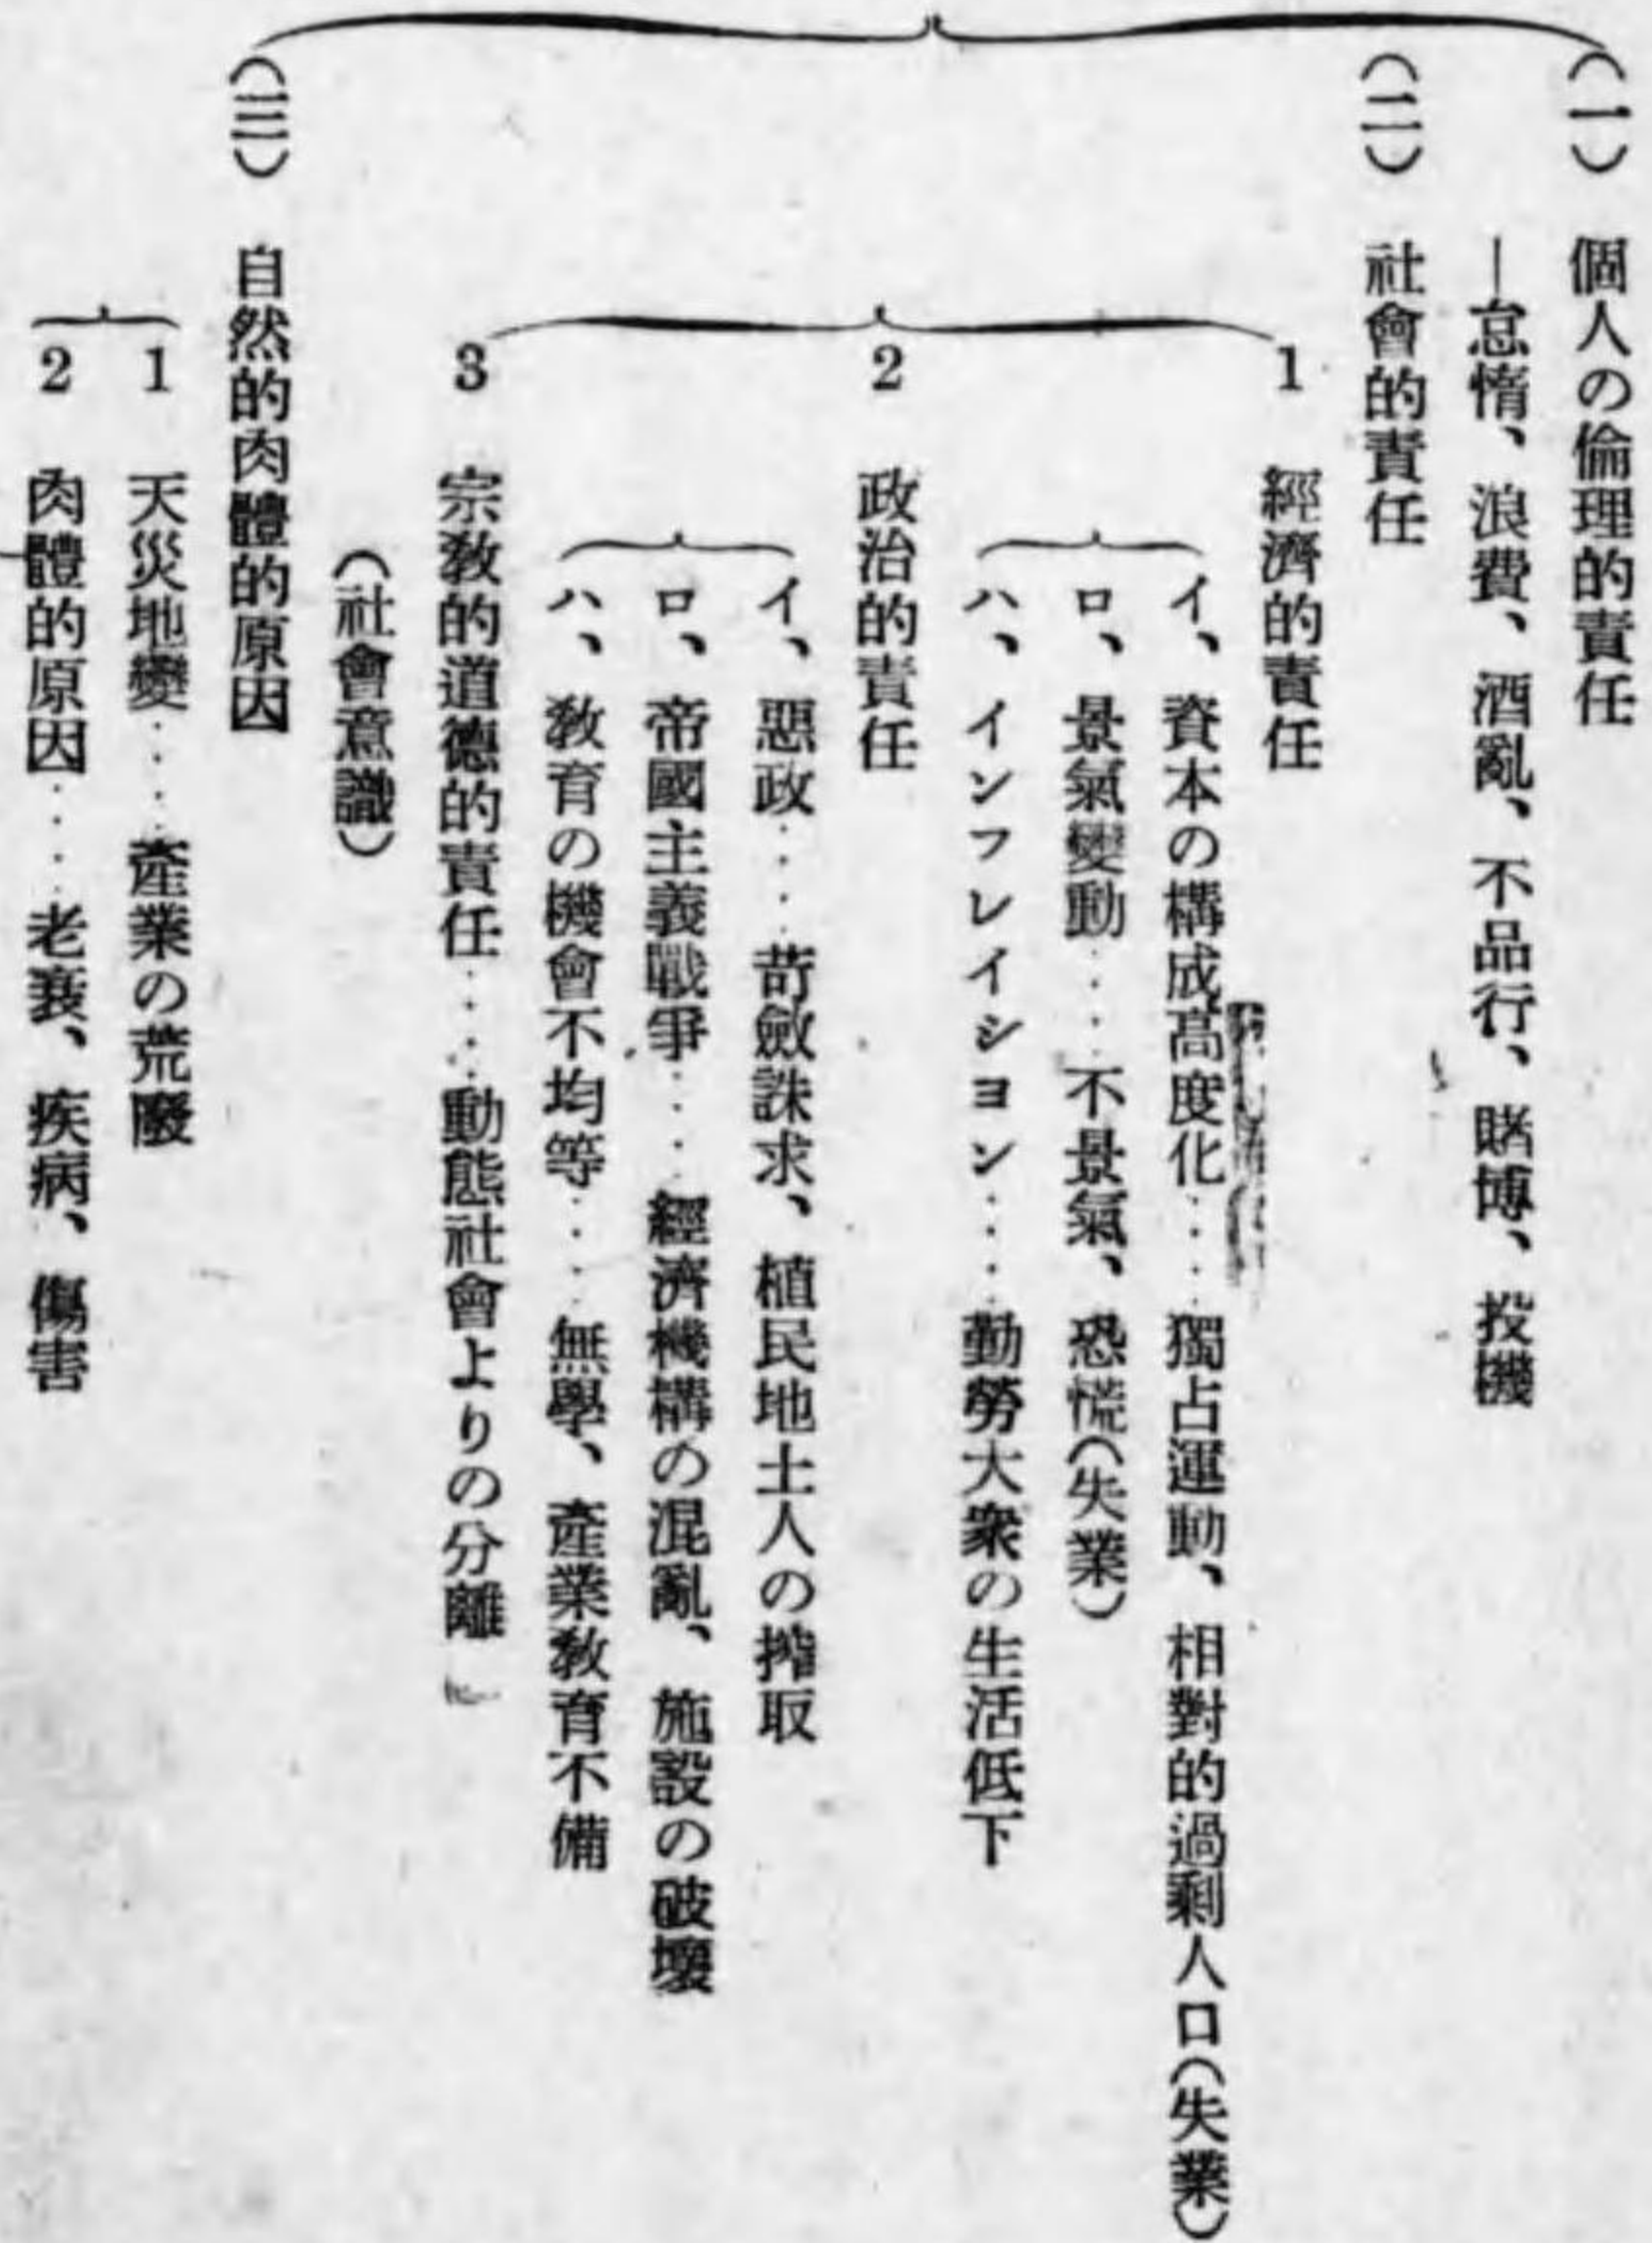 （一）　個人の倫理的責任
―怠惰、浪費、酒亂、不品行、賭博、投機
（二）　社會的責任
1　經濟的責任
イ、資本の構成高度化‥‥獨占運動、相對的過剩人口（失業）
ロ、景氣變動‥‥不景氣、恐慌（失業）
ハ、インフレイシヨン‥‥勤勞大衆の生活低下
2　政治的責任
イ、惡政‥‥苛斂誅求、植民地土人の搾取
ロ、帝國主義戰爭‥‥經濟機構の混亂、施設の破壞
ハ、敎育の機會不均等‥‥無學、產業敎育不備
3　宗敎的道德的責任‥‥動態社會よりの分離
（社會意識）
（三）　自然的肉體的原因
1　天災地變‥‥產業の荒廢
2　肉體的原因‥‥老衰、疾病、傷害